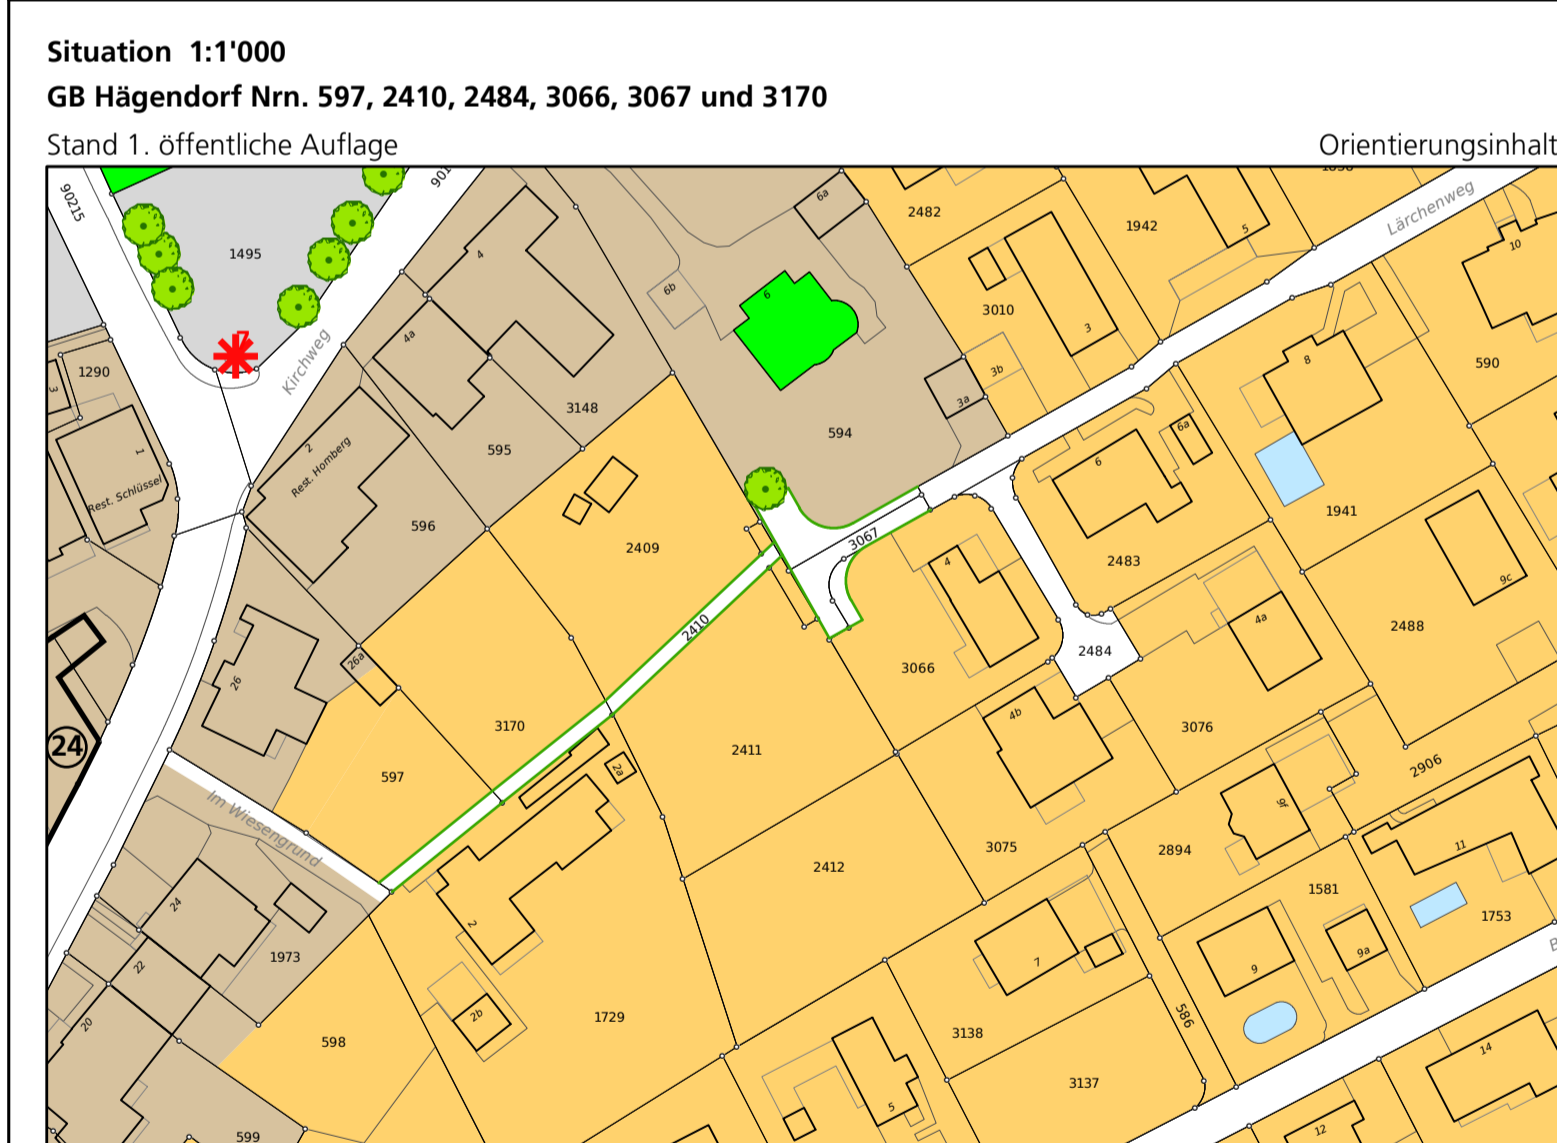 Situation 1:1'000
GB Hägendorf Nrn. 597, 2410, 2484, 3066, 3067 und 3170
Stand 1. öffentliche Auflage
Orientierungsinhalt
90215
1495
7
Kirchweg
4
4a
6a
6b
6
2482
1942
5
Lärchenweg
10
3010
3
3b
3a
1290
3
1
Rest. Schlüssel
2
Rest. Homberg
3148
595
596
594
8
590
6
6a
1941
2409
3067
4
2483
9c
2410
4a
2488
26
26a
3066
2484
24
3170
2411
4b
3076
597
2a
2906
Im Wiesengrund
9f
2412
3075
2894
11
1581
1753
24
2
22
1973
7
9
9a
20
2b
1729
586
598
3138
3137
5
14
12
599